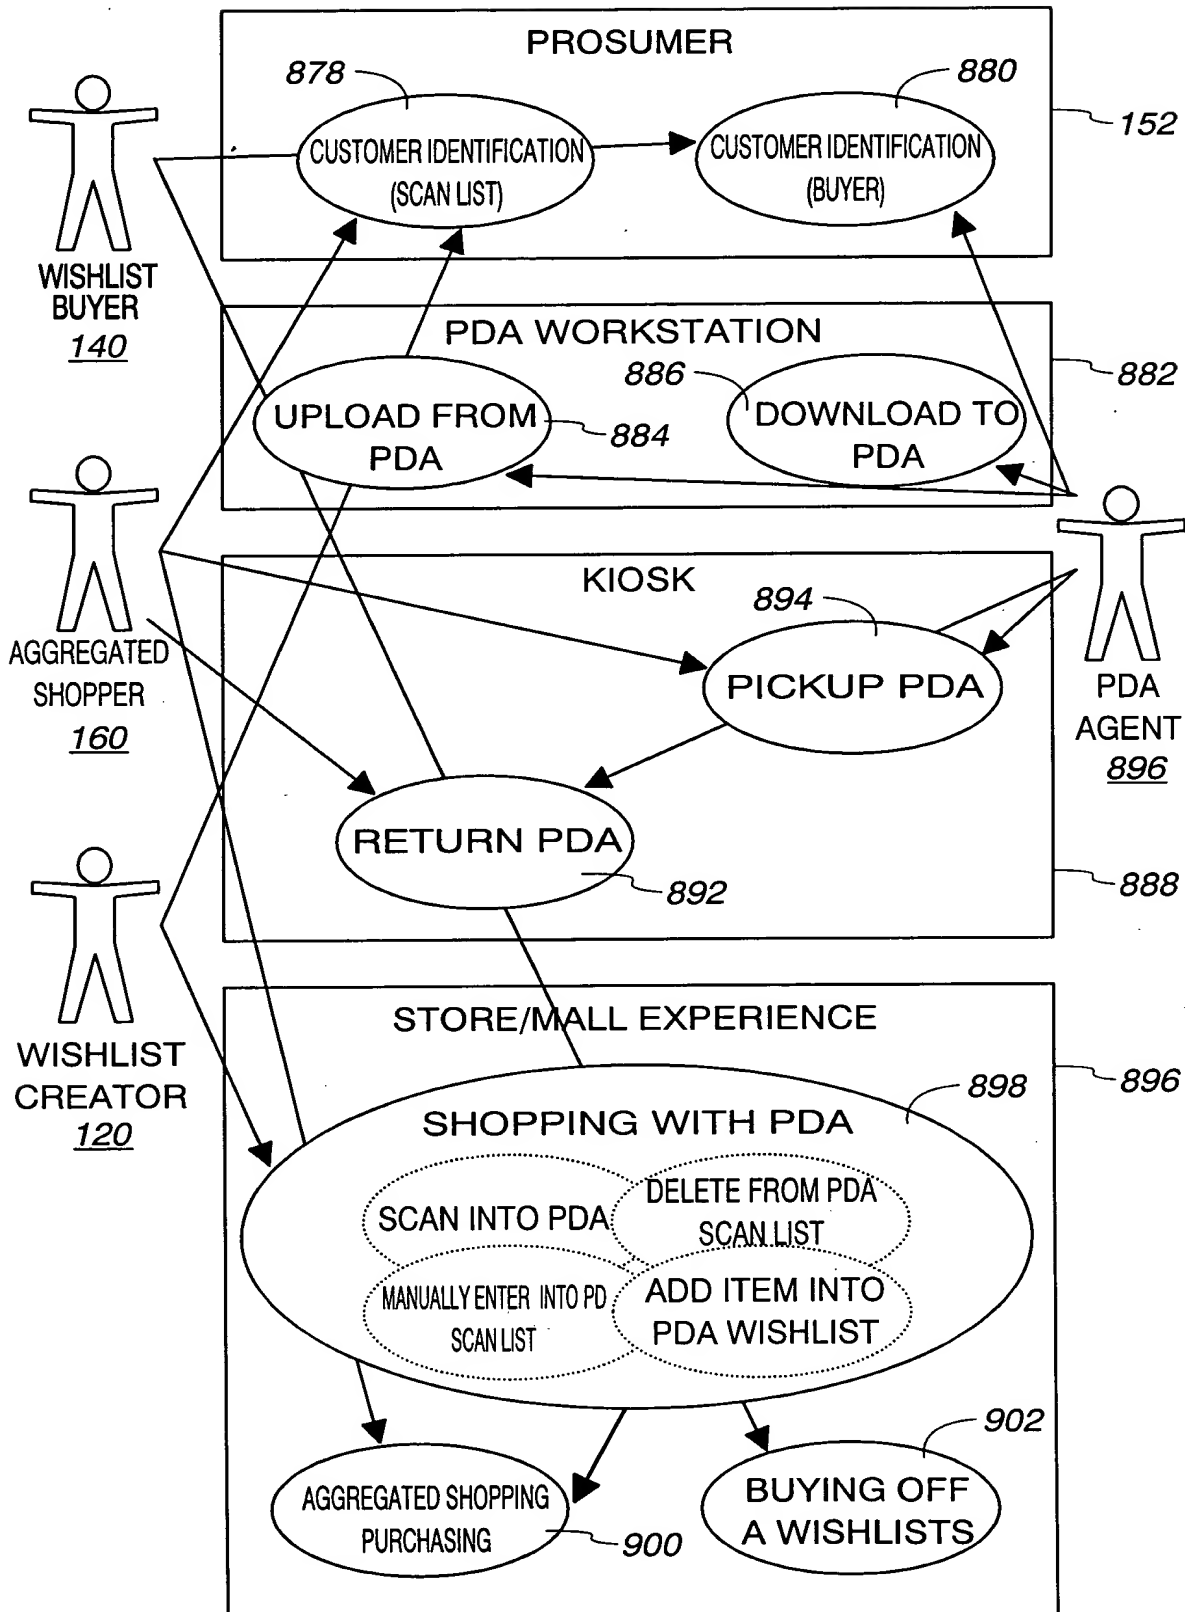 PROSUMER
878
880
152
CUSTOMER IDENTIFICATION
(SCAN LIST)
CUSTOMER IDENTIFICATION
(BUYER)
WISHLIST
BUYER
140
PDA WORKSTATION
886
882
UPLOAD FROM
PDA
884
DOWNLOAD TO
PDA
AGGREGATED
SHOPPER
160
KIOSK
894
PICKUP PDA
PDA
AGENT
896
RETURN PDA
892
888
WISHLIST
CREATOR
120
STORE/MALL EXPERIENCE
896
898
SHOPPING WITH PDA
SCAN INTO PDA
DELETE FROM PDA
SCAN LIST
MANUALLY ENTER INTO PD
SCAN LIST
ADD ITEM INTO
PDA WISHLIST
902
AGGREGATED SHOPPING
PURCHASING
900
BUYING OFF
A WISHLISTS